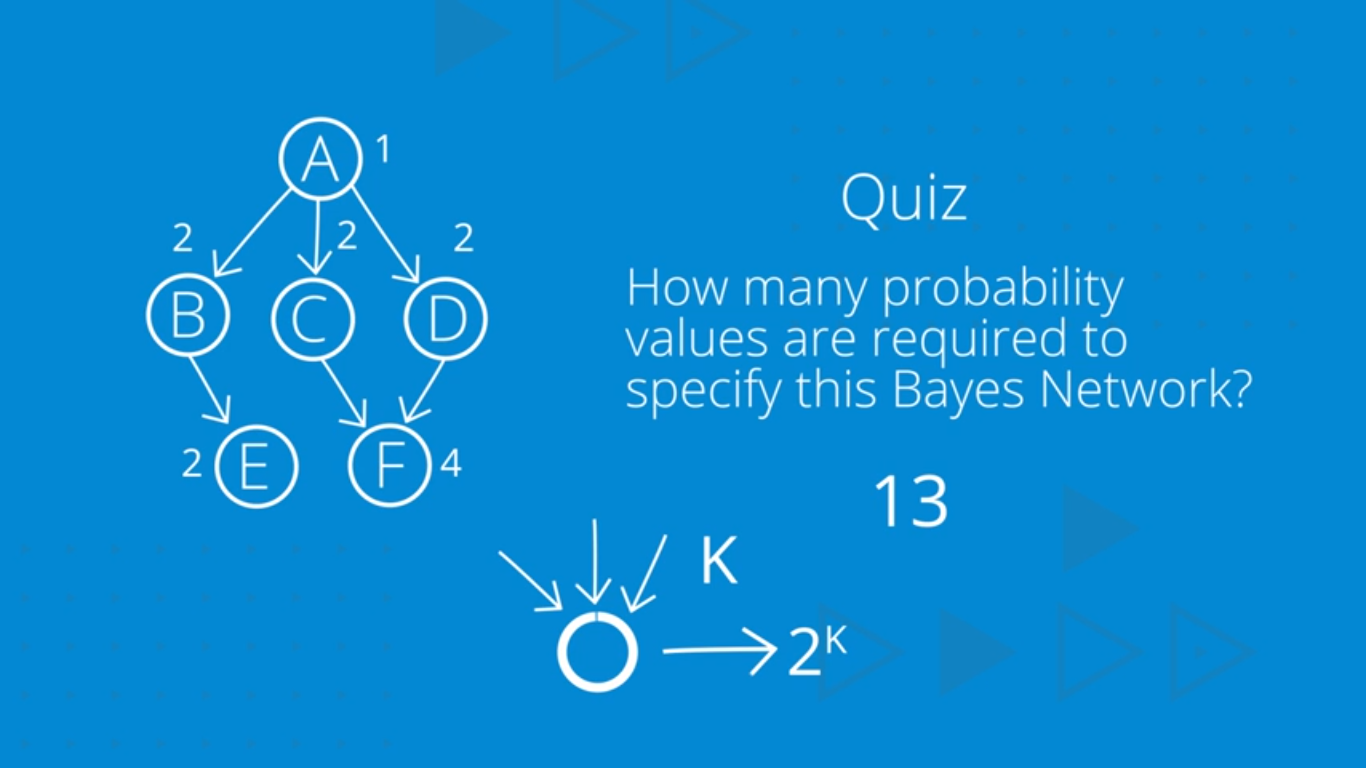 A 1
2 2 2
B C D
2 E F 4
Quiz
How many probability
values are required to
specify this Bayes Network?
13
K
2ᴷ